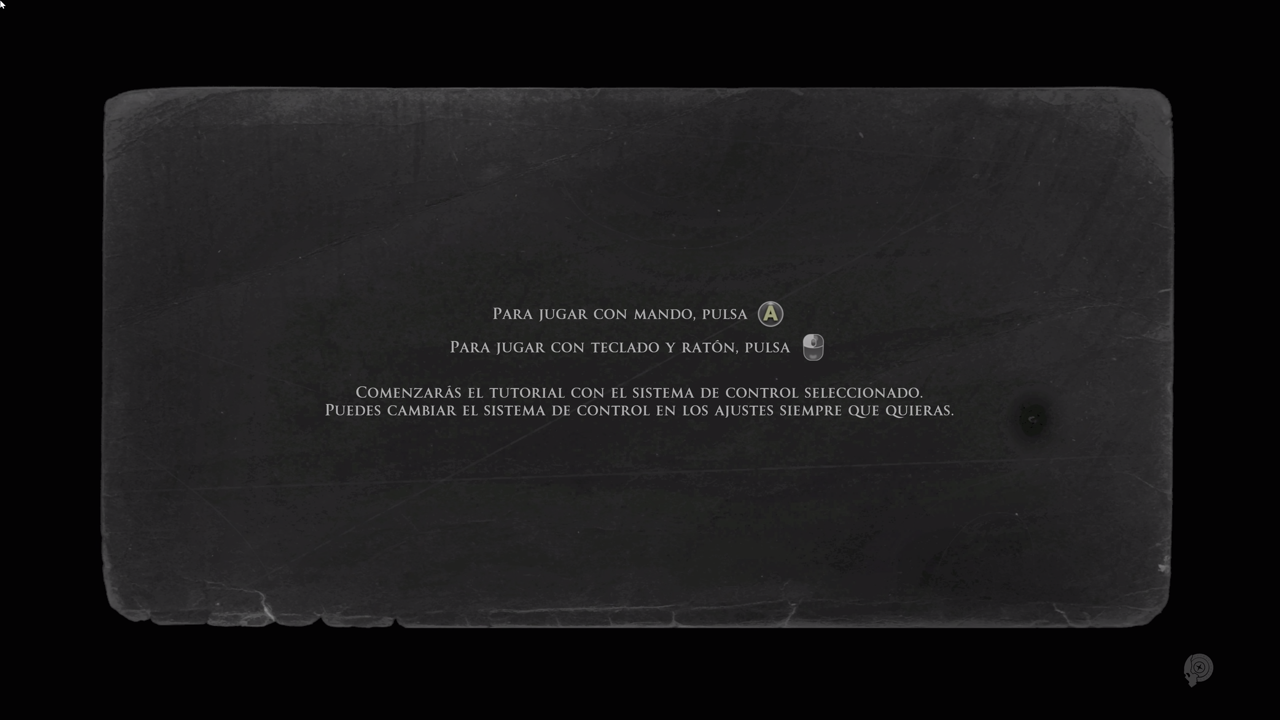 Para jugar con mando, pulsa A
Para jugar con teclado y ratón, pulsa
Comenzarás el tutorial con el sistema de control seleccionado.
Puedes cambiar el sistema de control en los ajustes siempre que quieras.